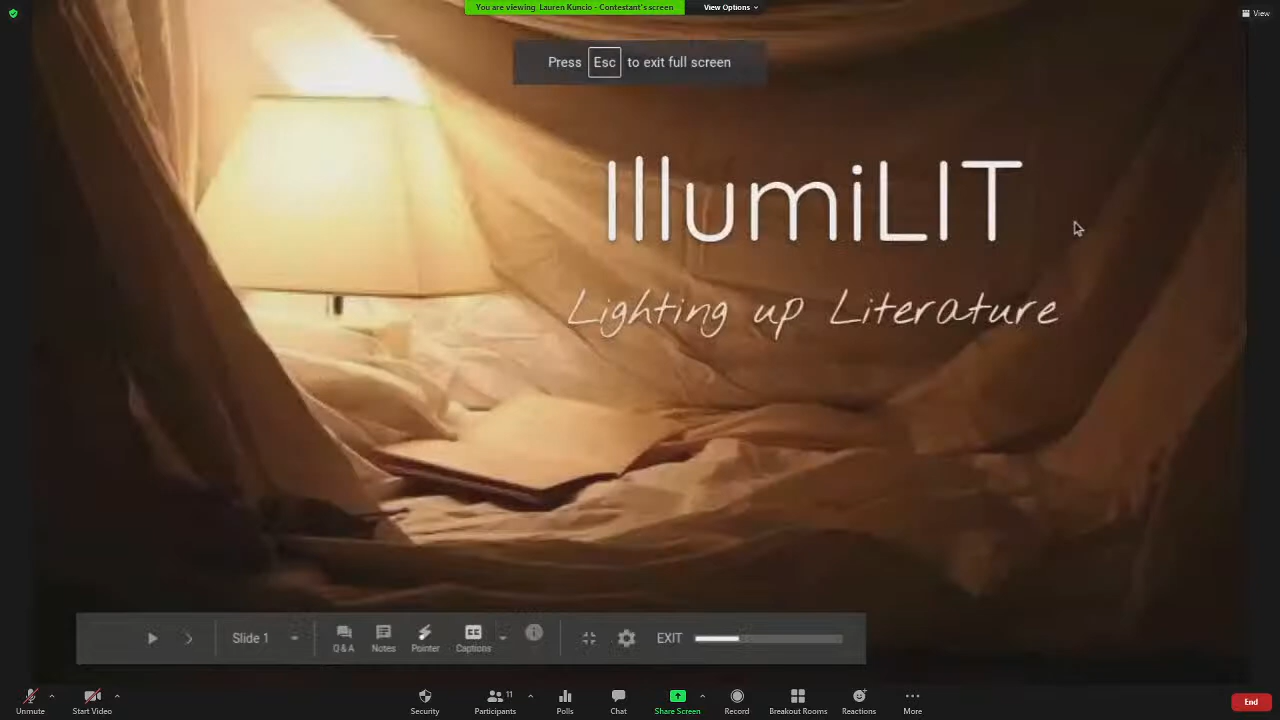 You are viewing Lauren Kuncio - Contestant's screen
View Options
View
Press Esc to exit full screen
IllumiLIT
Lighting up Literature
Slide 1
Q & A
Notes
Pointer
CC
Captions
EXIT
Unmute
Start Video
Security
Participants
11
Polls
Chat
Share Screen
Record
Breakout Rooms
Reactions
More
End